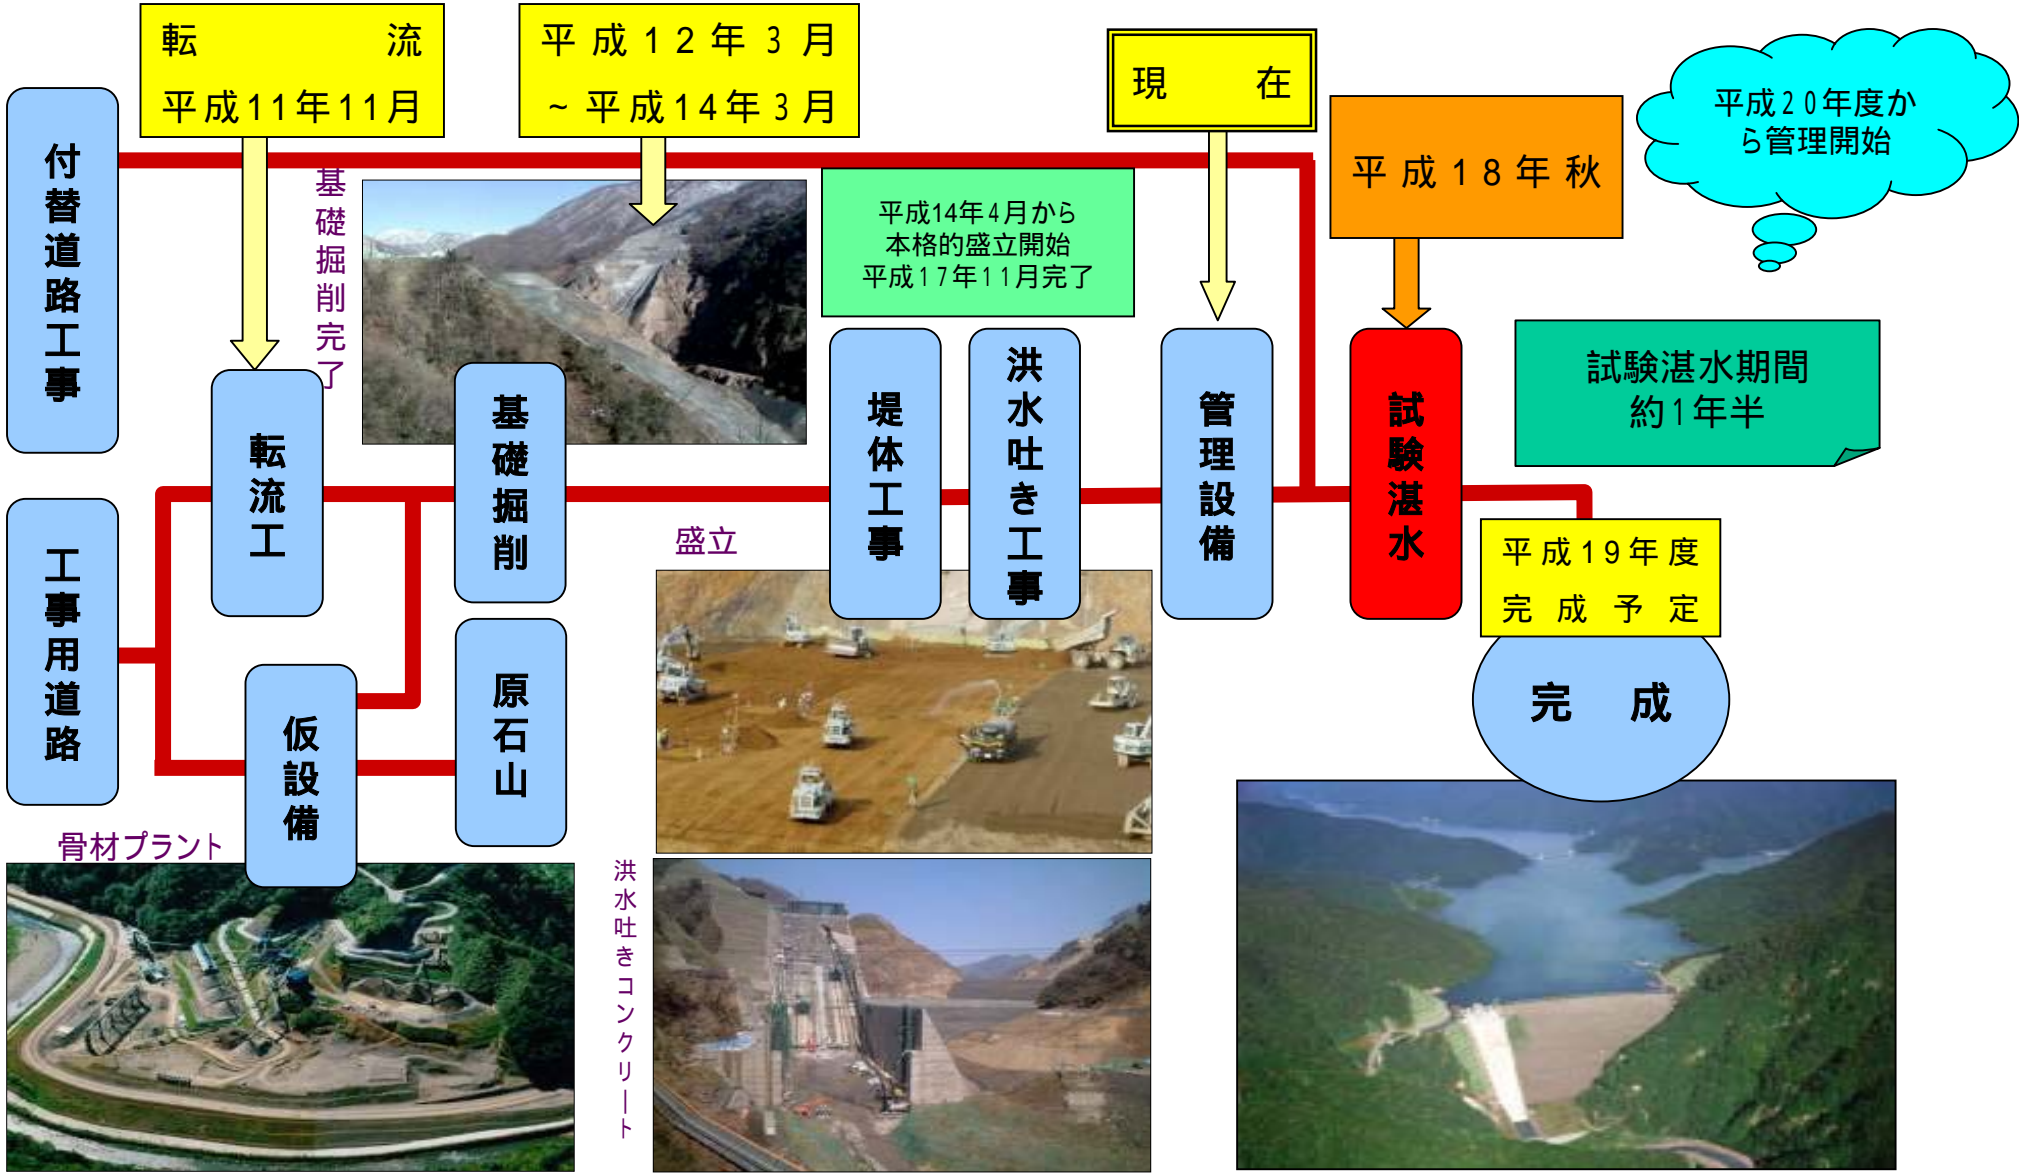 転　流
平成11年11月
平成12年3月
～平成14年3月
現　在
平成18年秋
平成20年度か
ら管理開始
付替道路工事
基礎掘削完了
平成14年4月から
本格的盛立開始
平成17年11月完了
試験湛水期間
約1年半
転流工
基礎掘削
堤体工事
洪水吐き工事
管理設備
試験湛水
工事用道路
仮設備
原石山
盛立
平成19年度
完成予定
完　成
骨材プラント
洪水吐きコンクリート